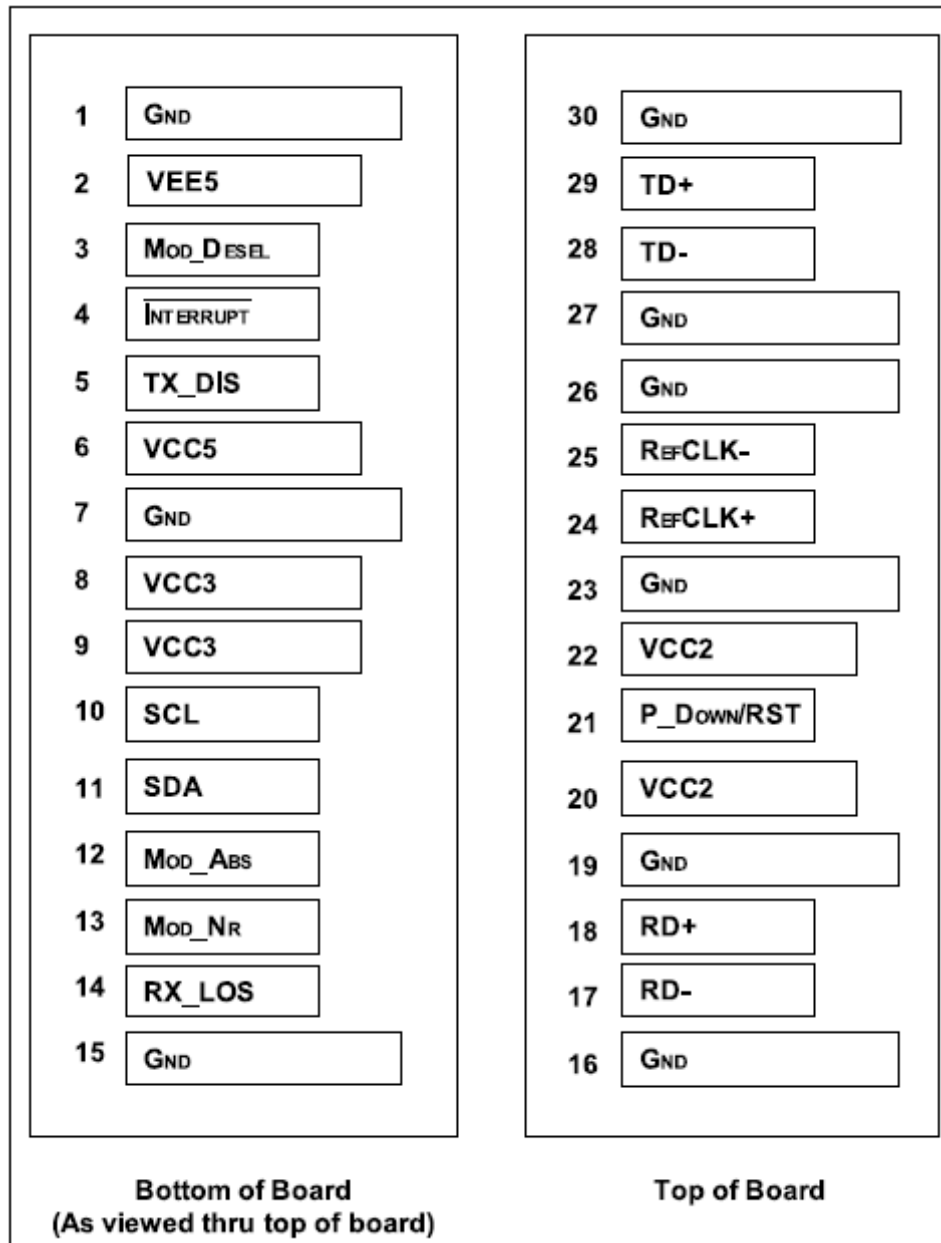 1 GND
2 VEE5
3 MOD_DESEL
4 INTERRUPT
5 TX_DIS
6 VCC5
7 GND
8 VCC3
9 VCC3
10 SCL
11 SDA
12 MOD_ABS
13 MOD_NR
14 RX_LOS
15 GND
Bottom of Board
(As viewed thru top of board)
30 GND
29 TD+
28 TD-
27 GND
26 GND
25 REFCLK-
24 REFCLK+
23 GND
22 VCC2
21 P_DOWN/RST
20 VCC2
19 GND
18 RD+
17 RD-
16 GND
Top of Board